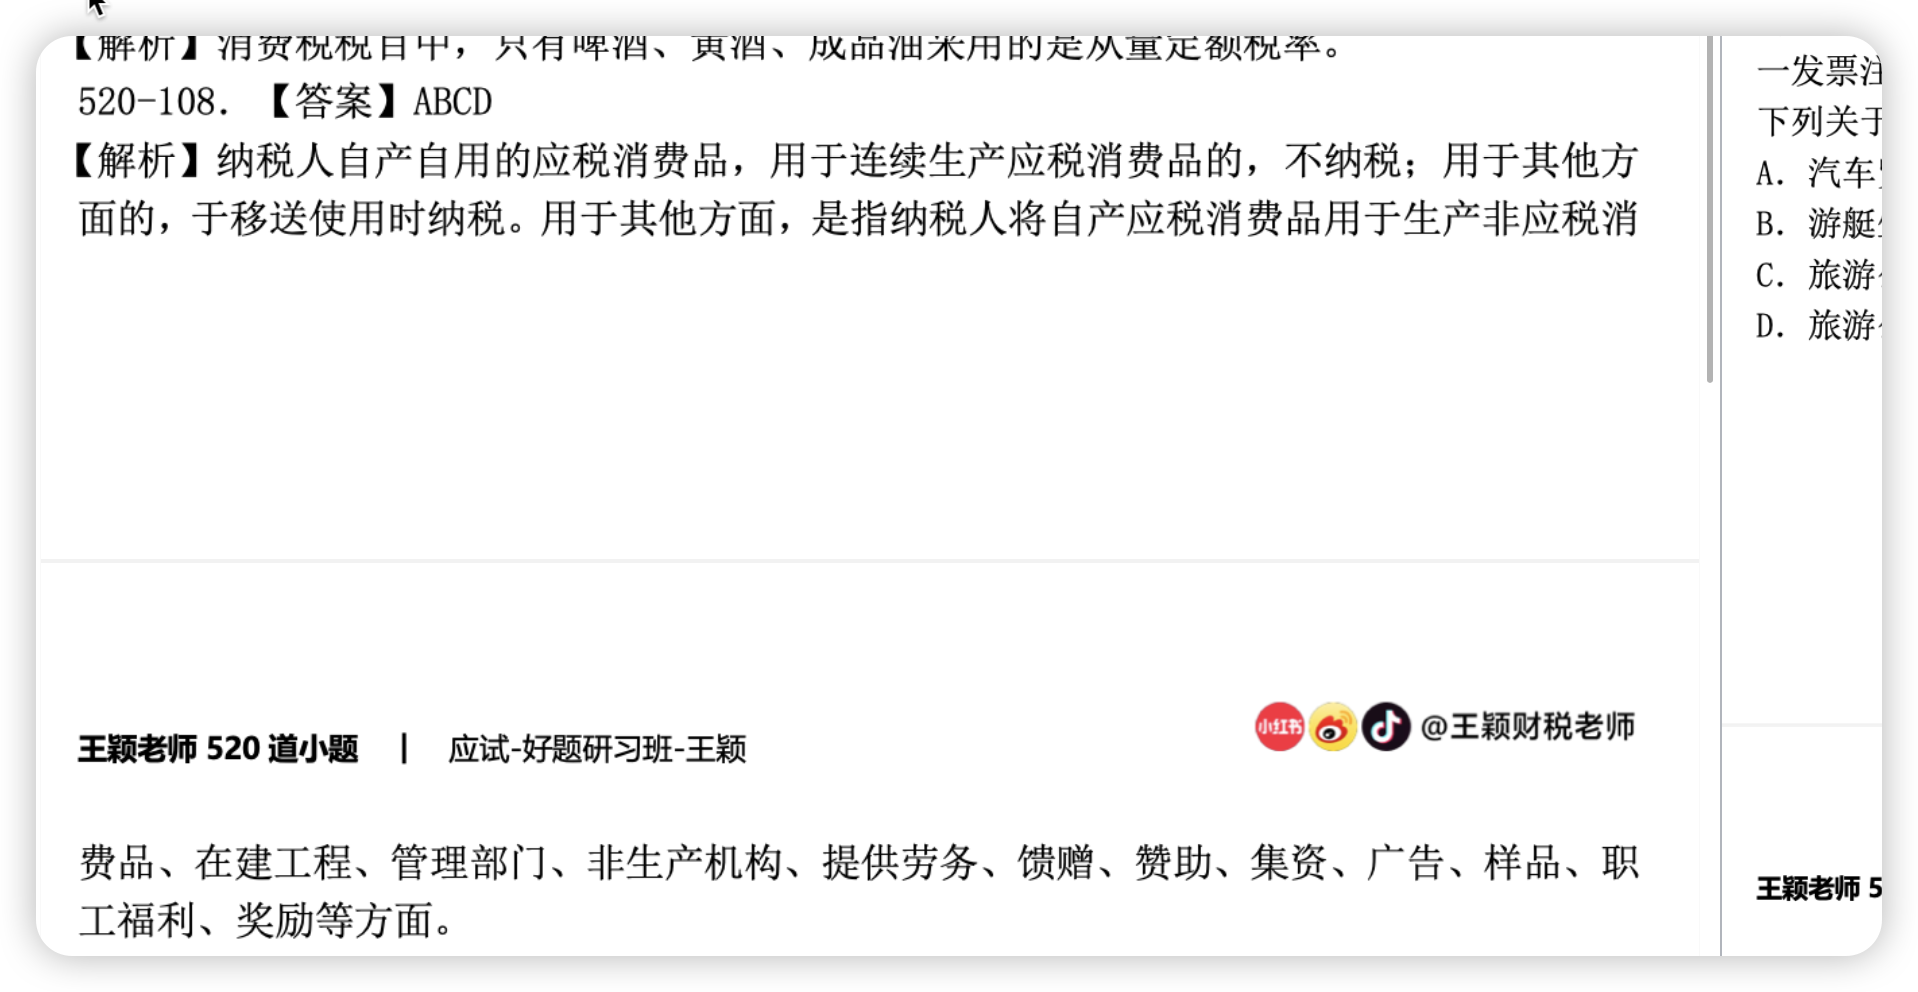 【解析】消费税税目中，只有啤酒、黄酒、成品油采用的是从量定额税率。
520-108. 【答案】ABCD
【解析】纳税人自产自用的应税消费品，用于连续生产应税消费品的，不纳税；用于其他方
面的，于移送使用时纳税。用于其他方面，是指纳税人将自产应税消费品用于生产非应税消
王颖老师 520 道小题 | 应试-好题研习班-王颖
小红书
@王颖财税老师
费品、在建工程、管理部门、非生产机构、提供劳务、馈赠、赞助、集资、广告、样品、职
工福利、奖励等方面。
一发票注
下列关于
A. 汽车
B. 游艇
C. 旅游
D. 旅游
王颖老师 5